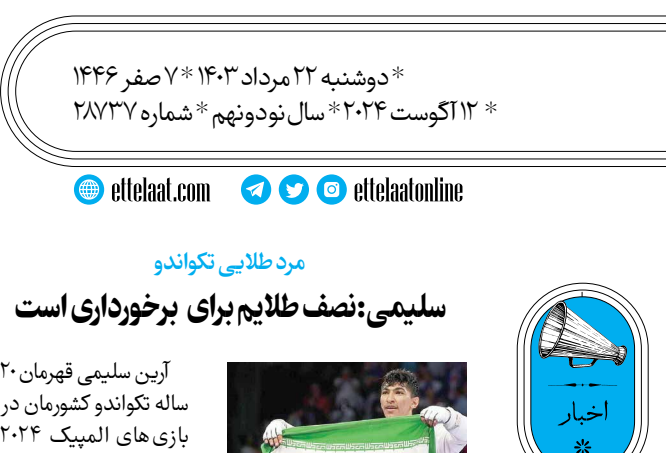 * دوشنبه ۲۲ مرداد ۱۴۰۳ * ۷ صفر ۱۴۴۶
* ۱۲ آگوست ۲۰۲۴ * سال نودونهم * شماره ۲۸۷۳۷
ettelaat.com ettelaatonline
مرد طلایی تکواندو
سلیمی:نصف طلایم برای برخورداری است
اخبار
آرین سلیمی قهرمان ۲۰
ساله تکواندو کشورمان در
بازی های المپیک ۲۰۲۴